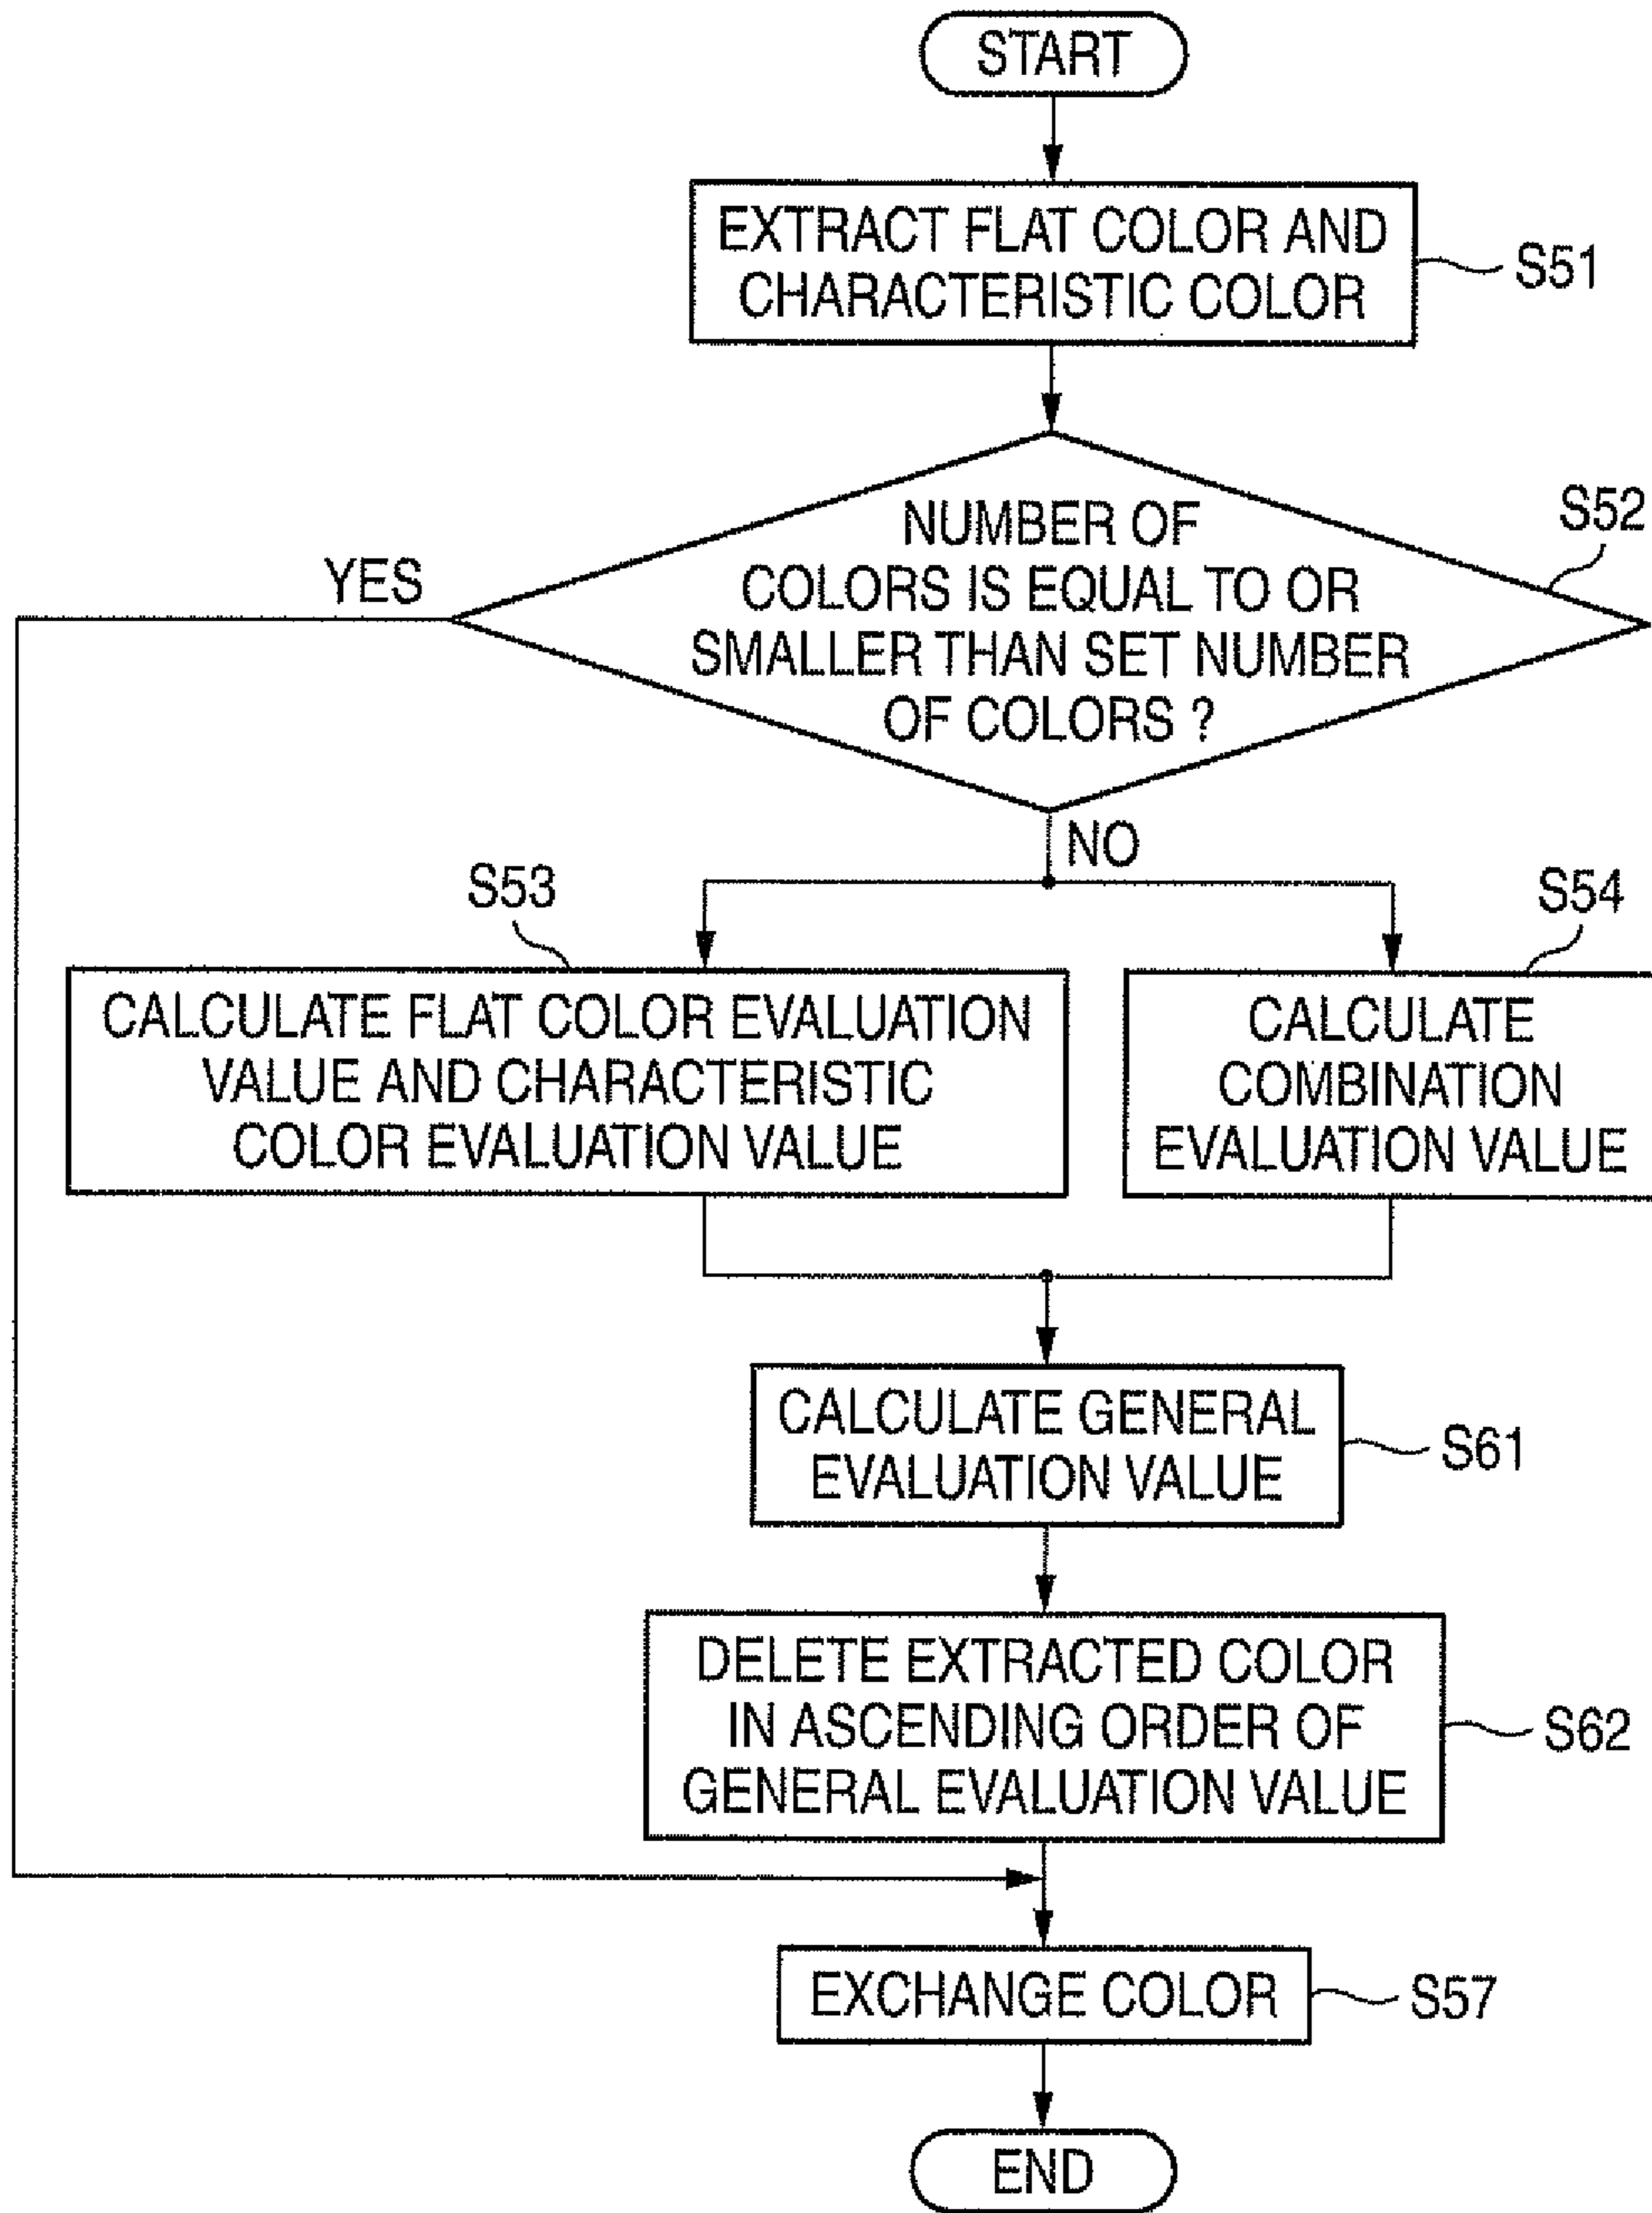 START
EXTRACT FLAT COLOR AND
CHARACTERISTIC COLOR
S51
NUMBER OF
COLORS IS EQUAL TO OR
SMALLER THAN SET NUMBER
OF COLORS ?
S52
YES
NO
S53
CALCULATE FLAT COLOR EVALUATION
VALUE AND CHARACTERISTIC
COLOR EVALUATION VALUE
S54
CALCULATE
COMBINATION
EVALUATION VALUE
CALCULATE GENERAL
EVALUATION VALUE
S61
DELETE EXTRACTED COLOR
IN ASCENDING ORDER OF
GENERAL EVALUATION VALUE
S62
EXCHANGE COLOR
S57
END